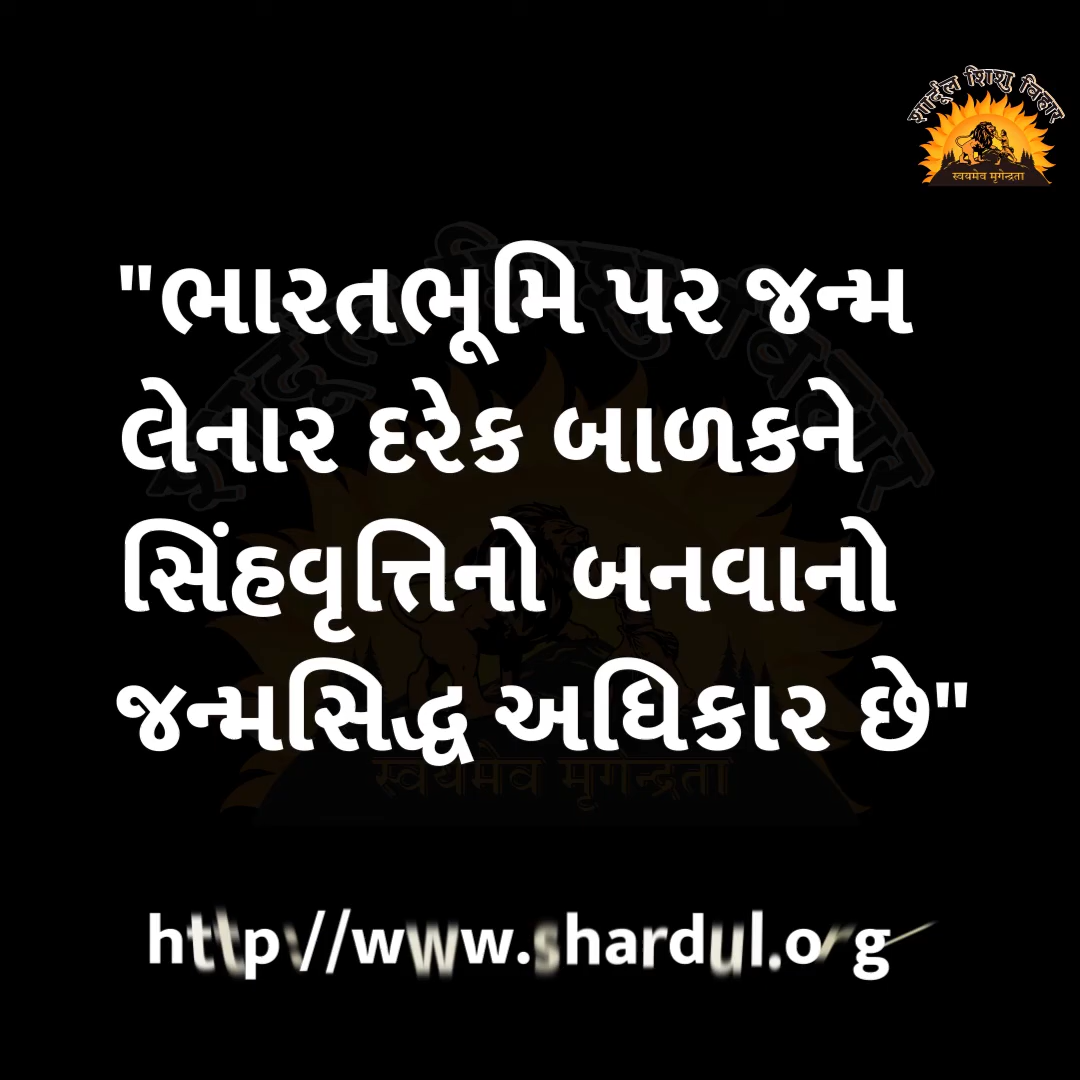 शार्दूल शिशु विहार
स्वयमेव मृगेन्द्रता
"ભારતભૂમિ પર જન્મ
લેનાર દરેક બાળકને
સિંહવૃત્તિનો બનવાનો
જન્મસિદ્ધ અધિકાર છે"
http://www.shardul.org